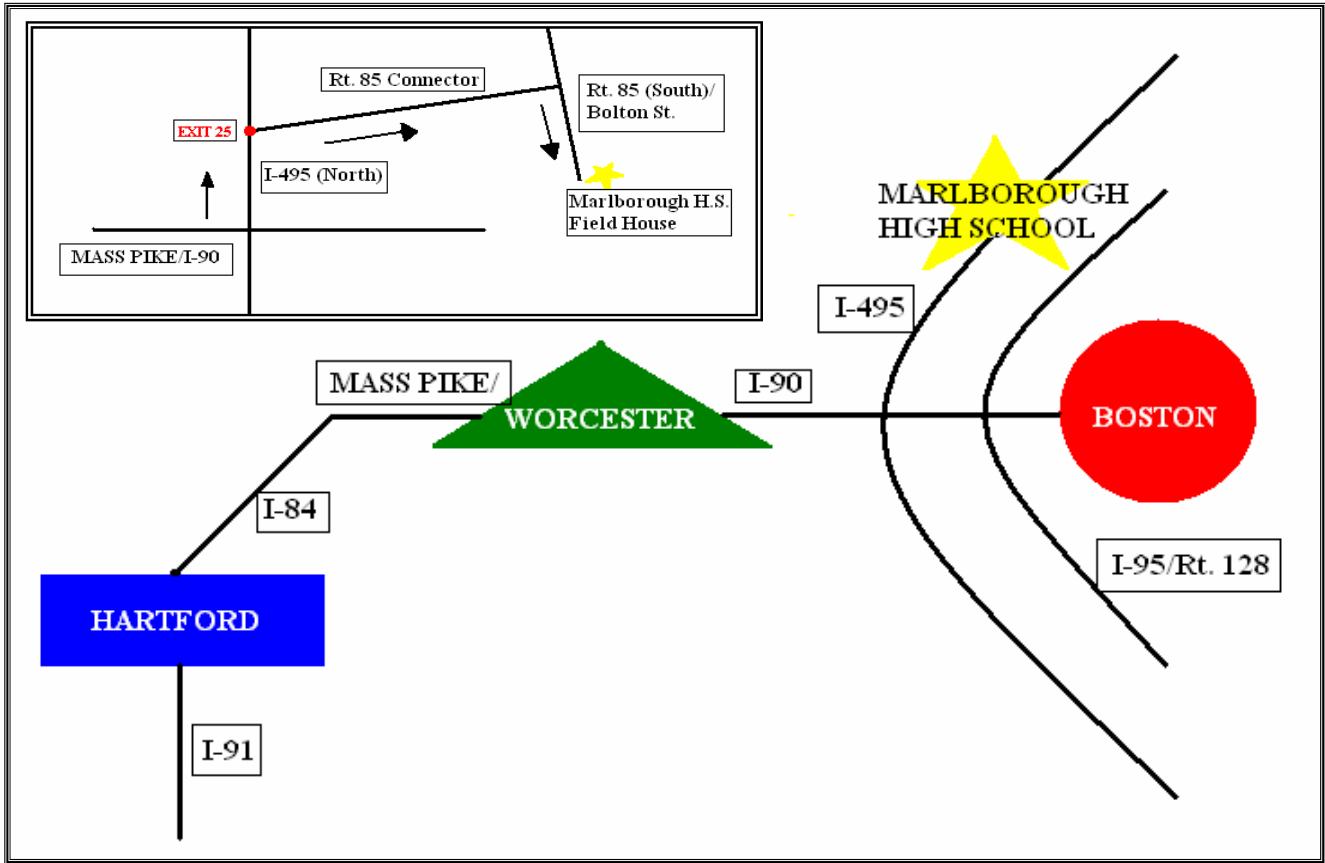 Rt. 85 Connector
Rt. 85 (South)/
Bolton St.
EXIT 25
I-495 (North)
Marlborough H.S.
Field House
MASS PIKE/I-90
MARLBOROUGH
HIGH SCHOOL
I-495
MASS PIKE/
I-90
WORCESTER
BOSTON
I-84
I-95/Rt. 128
HARTFORD
I-91